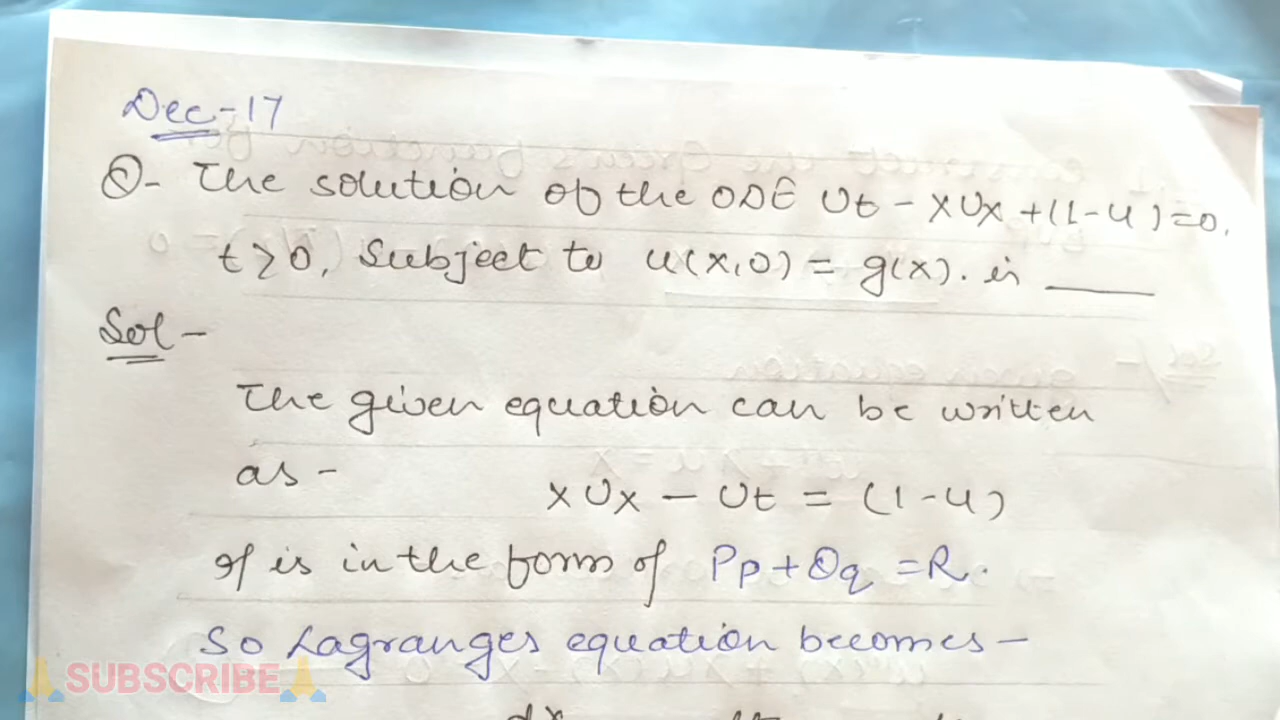 Dec-17
Q- The solution of the ODE Ut - xUx + (1-u) = 0,
t > 0, Subject to u(x,0) = g(x). is ____
Sol -
The given equation can be written
as -
xUx - Ut = (1-u)
It is in the form of Pp + Qq = R.
So Lagranges equation becomes -
SUBSCRIBE
dx